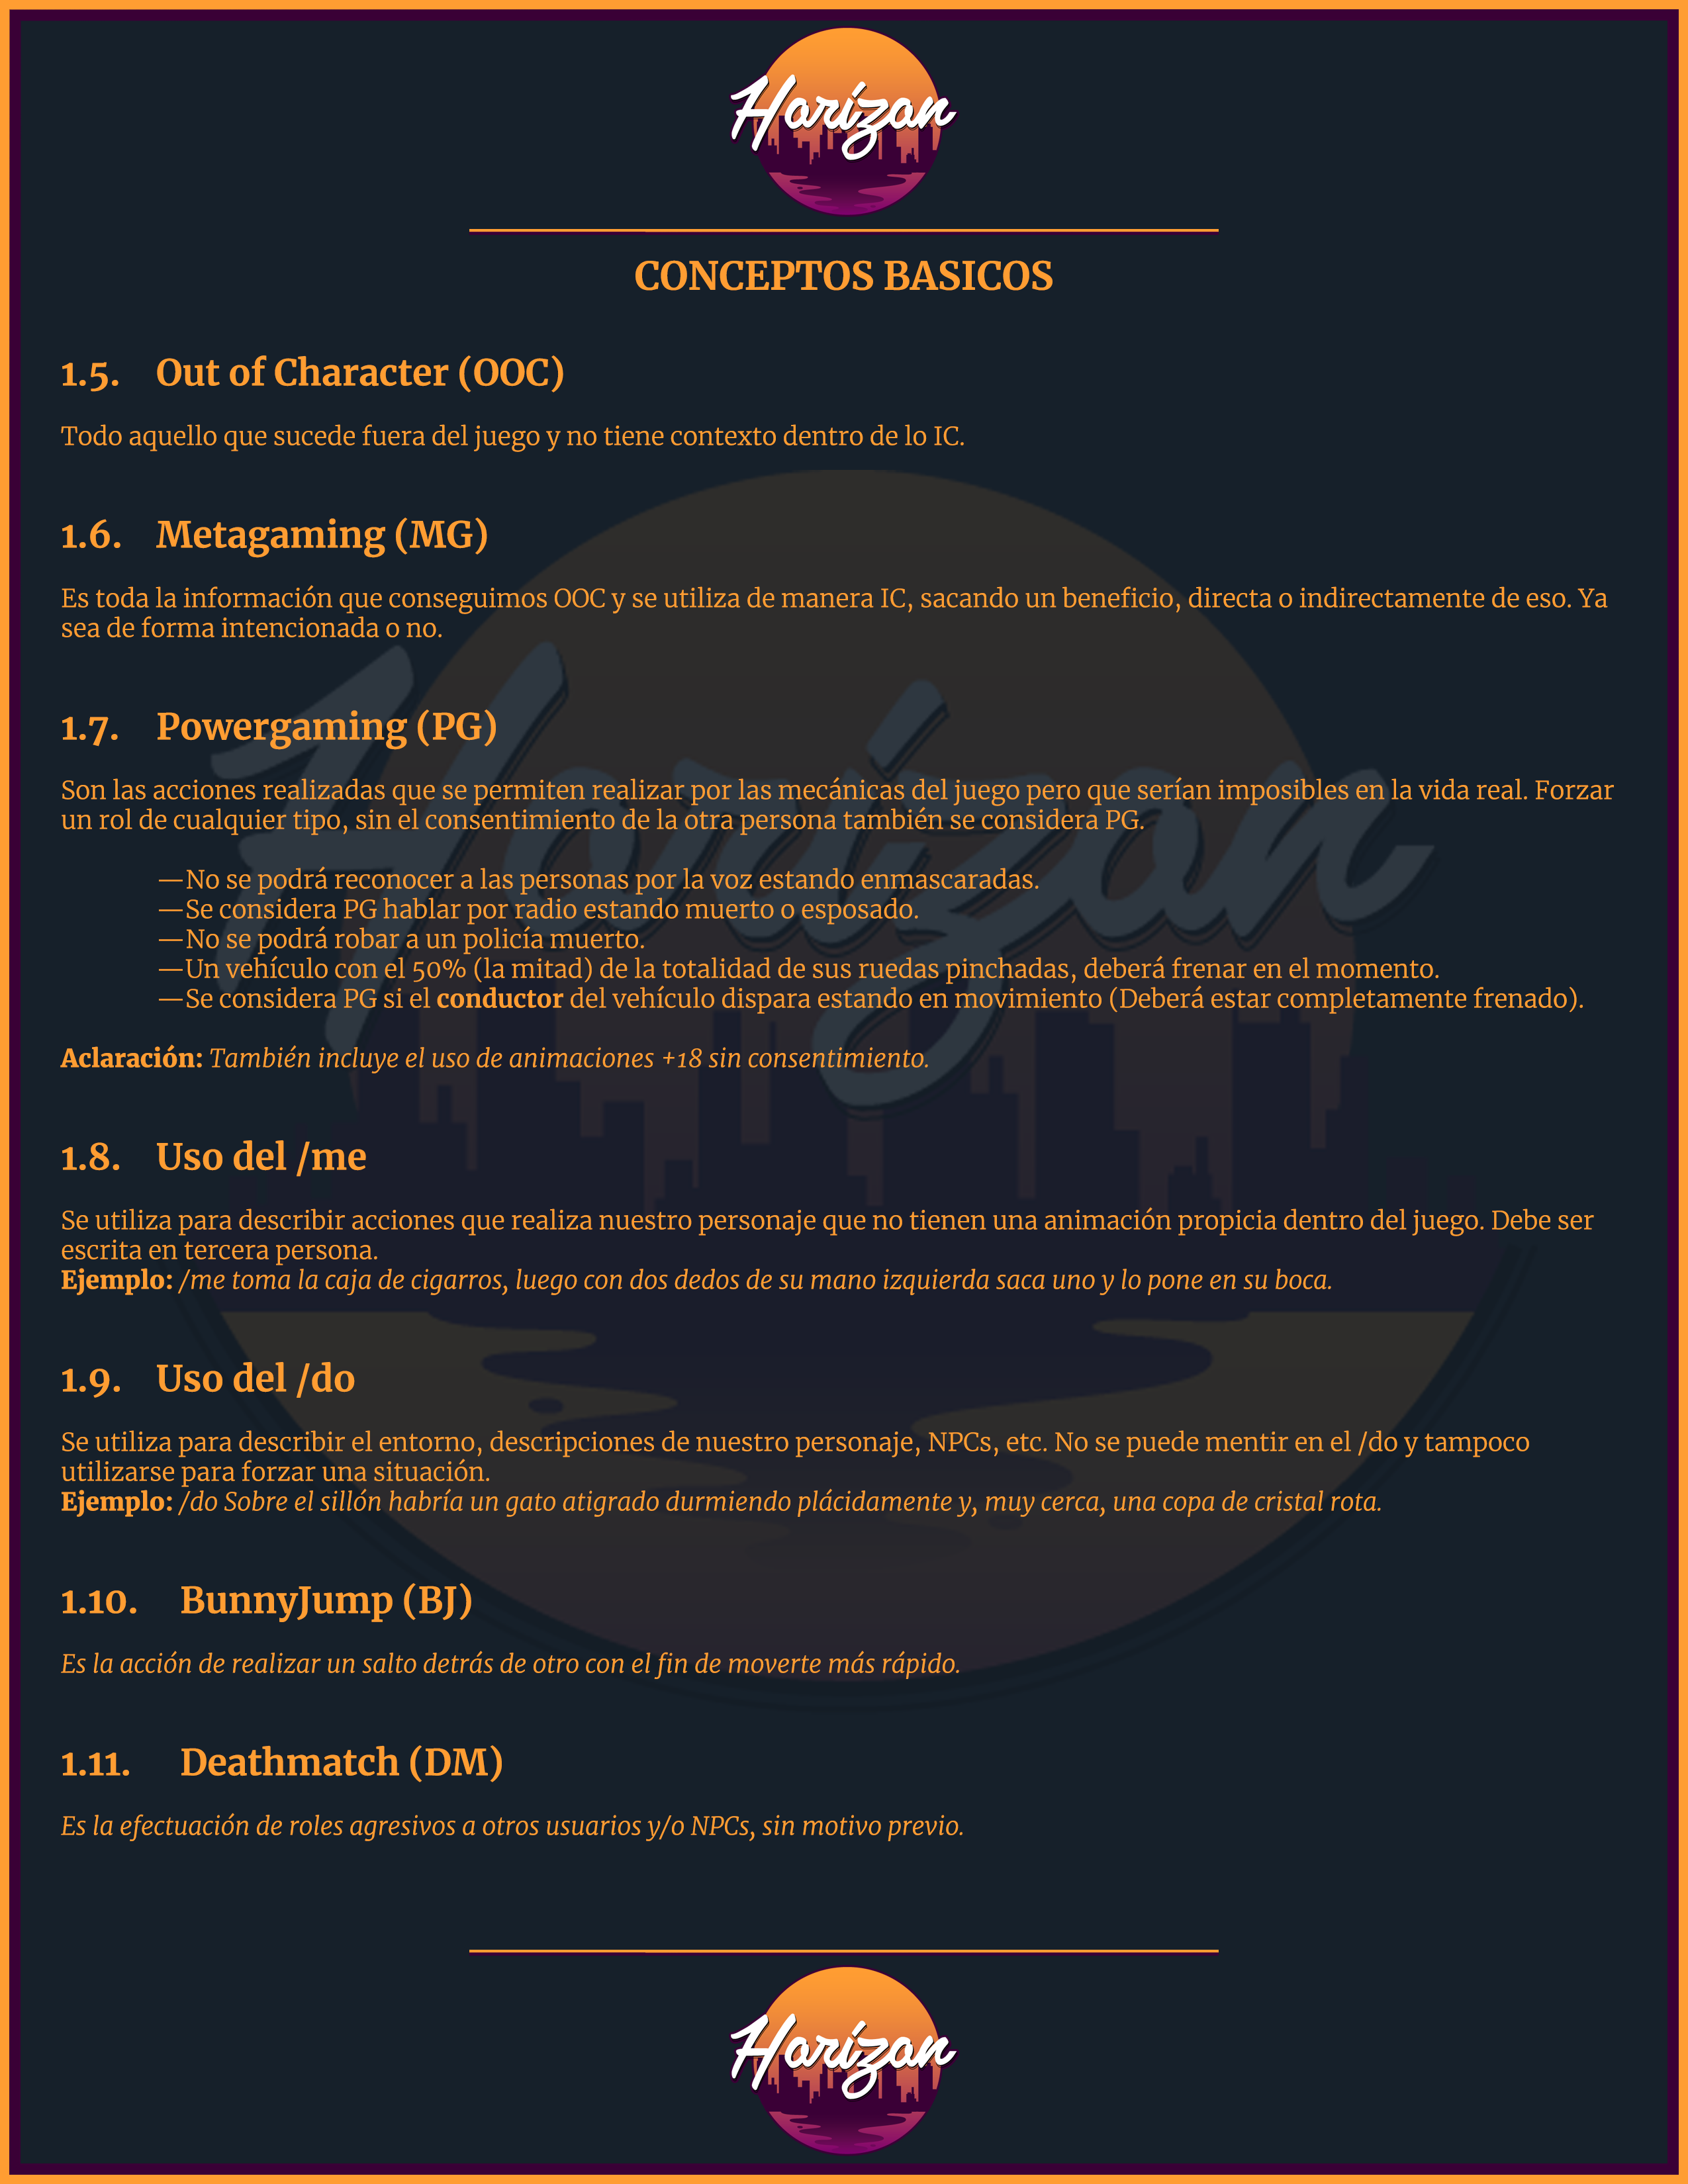 Horizon
CONCEPTOS BASICOS
1.5. Out of Character (OOC)
Todo aquello que sucede fuera del juego y no tiene contexto dentro de lo IC.
1.6. Metagaming (MG)
Es toda la información que conseguimos OOC y se utiliza de manera IC, sacando un beneficio, directa o indirectamente de eso. Ya
sea de forma intencionada o no.
1.7. Powergaming (PG)
Son las acciones realizadas que se permiten realizar por las mecánicas del juego pero que serían imposibles en la vida real. Forzar
un rol de cualquier tipo, sin el consentimiento de la otra persona también se considera PG.
Horizon
—No se podrá reconocer a las personas por la voz estando enmascaradas.
—Se considera PG hablar por radio estando muerto o esposado.
—No se podrá robar a un policía muerto.
—Un vehículo con el 50% (la mitad) de la totalidad de sus ruedas pinchadas, deberá frenar en el momento.
—Se considera PG si el conductor del vehículo dispara estando en movimiento (Deberá estar completamente frenado).
Aclaración: También incluye el uso de animaciones +18 sin consentimiento.
1.8. Uso del /me
Se utiliza para describir acciones que realiza nuestro personaje que no tienen una animación propicia dentro del juego. Debe ser
escrita en tercera persona.
Ejemplo: /me toma la caja de cigarros, luego con dos dedos de su mano izquierda saca uno y lo pone en su boca.
1.9. Uso del /do
Se utiliza para describir el entorno, descripciones de nuestro personaje, NPCs, etc. No se puede mentir en el /do y tampoco
utilizarse para forzar una situación.
Ejemplo: /do Sobre el sillón habría un gato atigrado durmiendo plácidamente y, muy cerca, una copa de cristal rota.
1.10. BunnyJump (BJ)
Es la acción de realizar un salto detrás de otro con el fin de moverte más rápido.
1.11. Deathmatch (DM)
Es la efectuación de roles agresivos a otros usuarios y/o NPCs, sin motivo previo.
Horizon